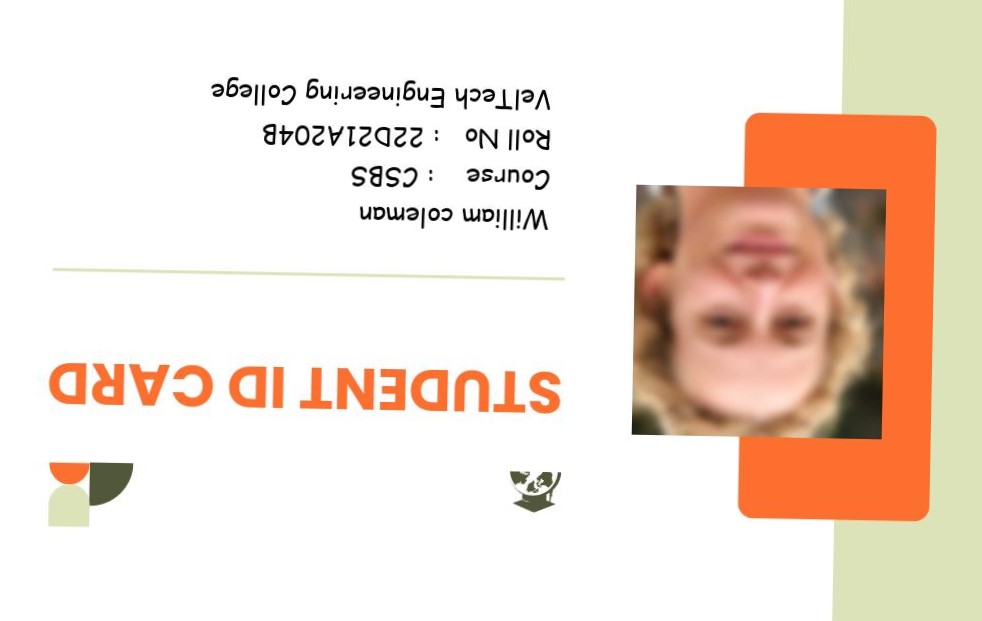 STUDENT ID CARD
William coleman
Course : CSBS
Roll No : 22D21A204B
VelTech Engineering College